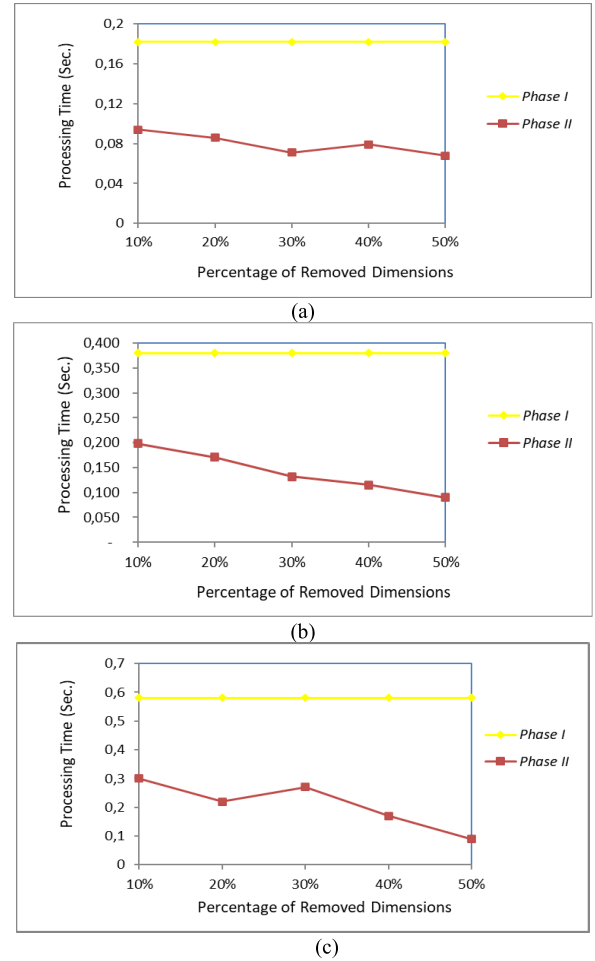 0,2
0,16
0,12
0,08
0,04
0
Processing Time (Sec.)
10% 20% 30% 40% 50%
Percentage of Removed Dimensions
Phase I
Phase II
(a)
0,400
0,350
0,300
0,250
0,200
0,150
0,100
0,050
-
Processing Time (Sec.)
10% 20% 30% 40% 50%
Percentage of Removed Dimensions
Phase I
Phase II
(b)
0,7
0,6
0,5
0,4
0,3
0,2
0,1
0
Processing Time (Sec.)
10% 20% 30% 40% 50%
Percentage of Removed Dimensions
Phase I
Phase II
(c)